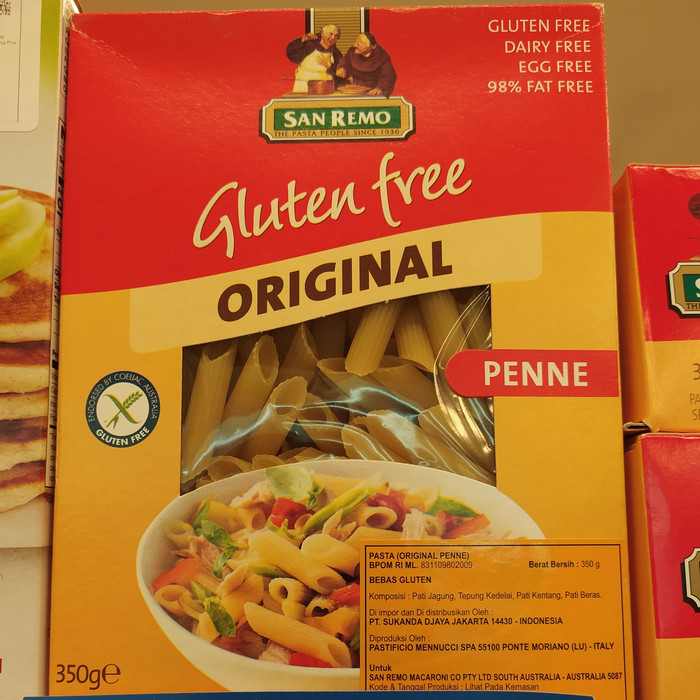 GLUTEN FREE
DAIRY FREE
EGG FREE
98% FAT FREE
SAN REMO
THE PASTA PEOPLE SINCE 1936
Gluten free
ORIGINAL
PENNE
ENDORSED BY COELIAC AUSTRALIA
GLUTEN FREE
PASTA (ORIGINAL PENNE)
BPOM RI ML. 831109802009 Berat Bersih : 350 g
BEBAS GLUTEN
Komposisi : Pati Jagung, Tepung Kedelai, Pati Kentang, Pati Beras.
Di impor dan Di distribusikan Oleh :
PT. SUKANDA DJAYA JAKARTA 14430 - INDONESIA
Diproduksi Oleh :
PASTIFICIO MENNUCCI SPA 55100 PONTE MORIANO (LU) - ITALY
Untuk
SAN REMO MACARONI CO PTY LTD SOUTH AUSTRALIA - AUSTRALIA 5087
Kode & Tanggal Produksi : Lihat Pada Kemasan
350g℮